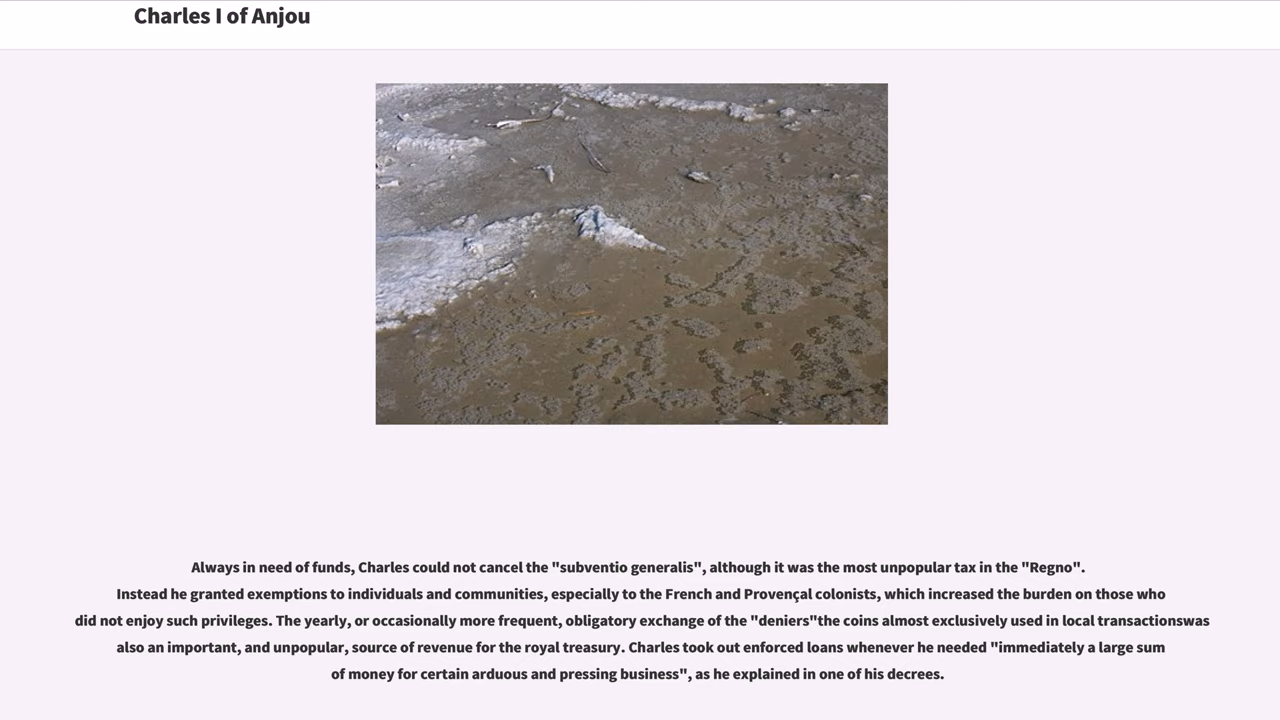 Charles I of Anjou
Always in need of funds, Charles could not cancel the "subventio generalis", although it was the most unpopular tax in the "Regno".
Instead he granted exemptions to individuals and communities, especially to the French and Provençal colonists, which increased the burden on those who
did not enjoy such privileges. The yearly, or occasionally more frequent, obligatory exchange of the "deniers"the coins almost exclusively used in local transactionswas
also an important, and unpopular, source of revenue for the royal treasury. Charles took out enforced loans whenever he needed "immediately a large sum
of money for certain arduous and pressing business", as he explained in one of his decrees.